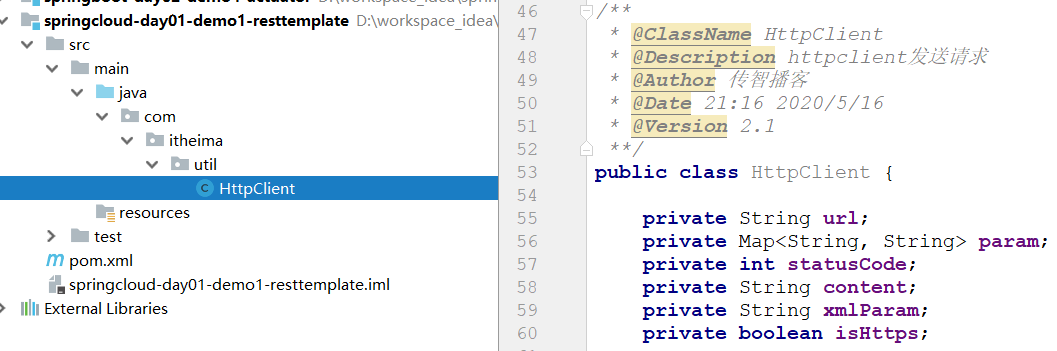 springboot-day02-demo1-actuator D:\workspace_idea\spring
springcloud-day01-demo1-resttemplate D:\workspace_idea\
src
main
java
com
itheima
util
HttpClient
resources
test
pom.xml
springcloud-day01-demo1-resttemplate.iml
External Libraries
46 /**
47 * @ClassName HttpClient
48 * @Description httpclient发送请求
49 * @Author 传智播客
50 * @Date 21:16 2020/5/16
51 * @Version 2.1
52 **/
53 public class HttpClient {
54
55 private String url;
56 private Map<String, String> param;
57 private int statusCode;
58 private String content;
59 private String xmlParam;
60 private boolean isHttps;